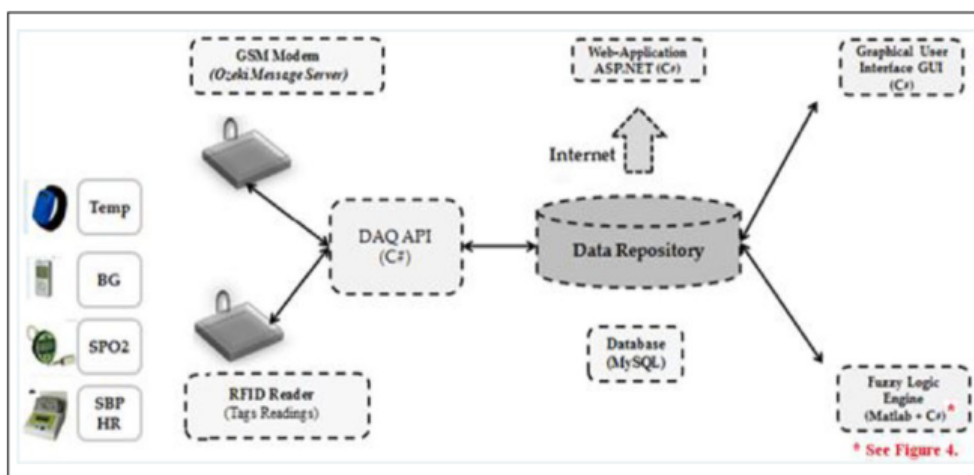 GSM Modem
(Ozeki Message Server)
Web-Application
ASP.NET (C#)
Graphical User
Interface GUI
(C#)
Internet
Temp
BG
SPO2
SBP
HR
DAQ API
(C#)
Data Repository
RFID Reader
(Tags Readings)
Database
(MySQL)
Fuzzy Logic
Engine
(Matlab + C#)*
* See Figure 4.